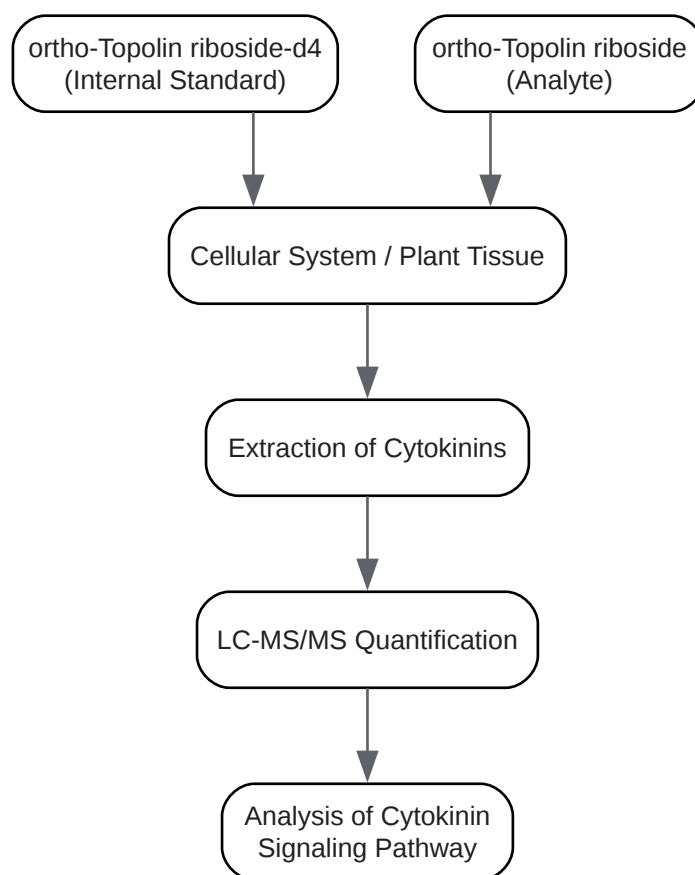 ortho-Topolin riboside-d4
(Internal Standard)
ortho-Topolin riboside
(Analyte)
Cellular System / Plant Tissue
Extraction of Cytokinins
LC-MS/MS Quantification
Analysis of Cytokinin
Signaling Pathway